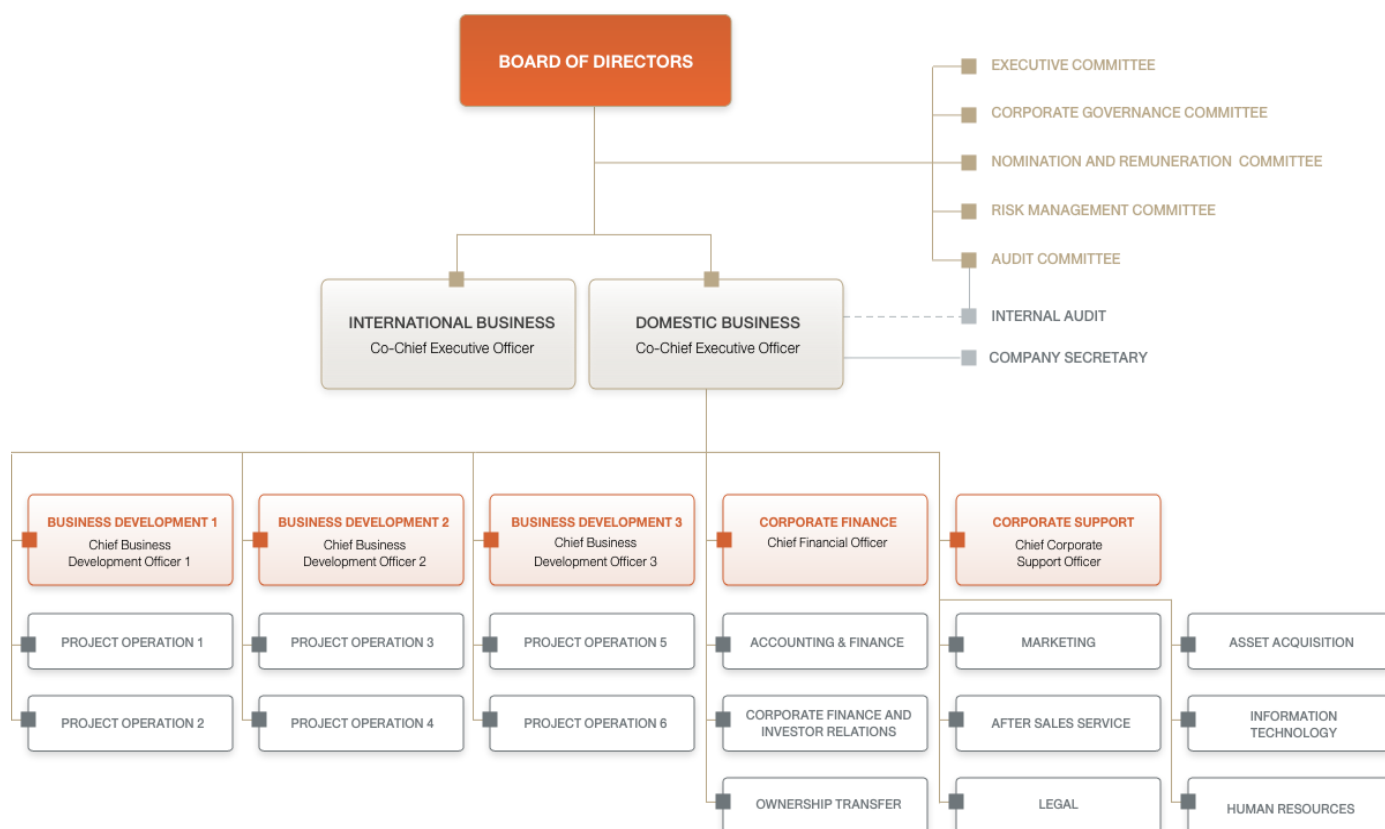 BOARD OF DIRECTORS
EXECUTIVE COMMITTEE
CORPORATE GOVERNANCE COMMITTEE
NOMINATION AND REMUNERATION COMMITTEE
RISK MANAGEMENT COMMITTEE
AUDIT COMMITTEE
INTERNAL AUDIT
COMPANY SECRETARY
INTERNATIONAL BUSINESS
Co-Chief Executive Officer
DOMESTIC BUSINESS
Co-Chief Executive Officer
BUSINESS DEVELOPMENT 1
Chief Business
Development Officer 1
PROJECT OPERATION 1
PROJECT OPERATION 2
BUSINESS DEVELOPMENT 2
Chief Business
Development Officer 2
PROJECT OPERATION 3
PROJECT OPERATION 4
BUSINESS DEVELOPMENT 3
Chief Business
Development Officer 3
PROJECT OPERATION 5
PROJECT OPERATION 6
CORPORATE FINANCE
Chief Financial Officer
ACCOUNTING & FINANCE
CORPORATE FINANCE AND
INVESTOR RELATIONS
OWNERSHIP TRANSFER
CORPORATE SUPPORT
Chief Corporate
Support Officer
MARKETING
AFTER SALES SERVICE
LEGAL
ASSET ACQUISITION
INFORMATION
TECHNOLOGY
HUMAN RESOURCES